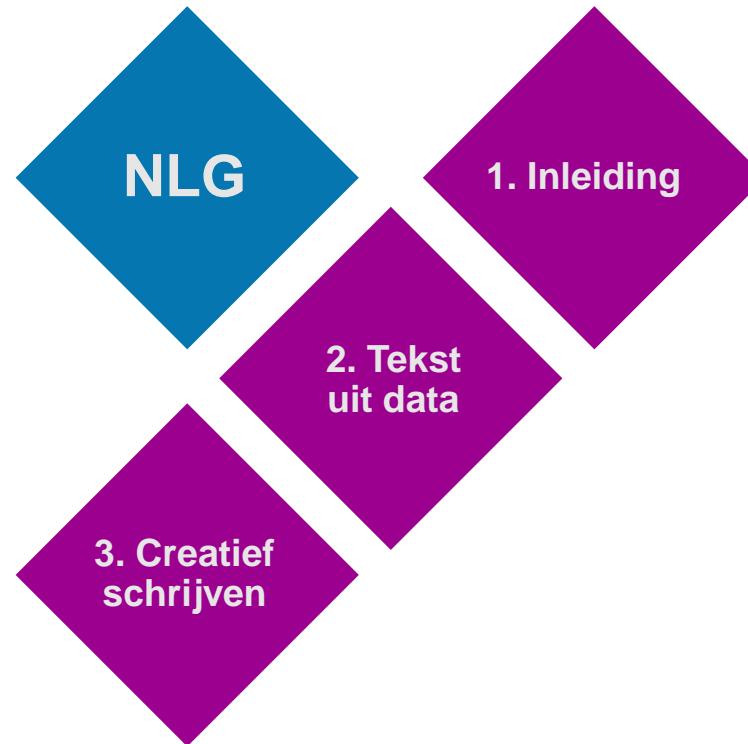 NLG
1. Inleiding
2. Tekst
uit data
3. Creatief
schrijven